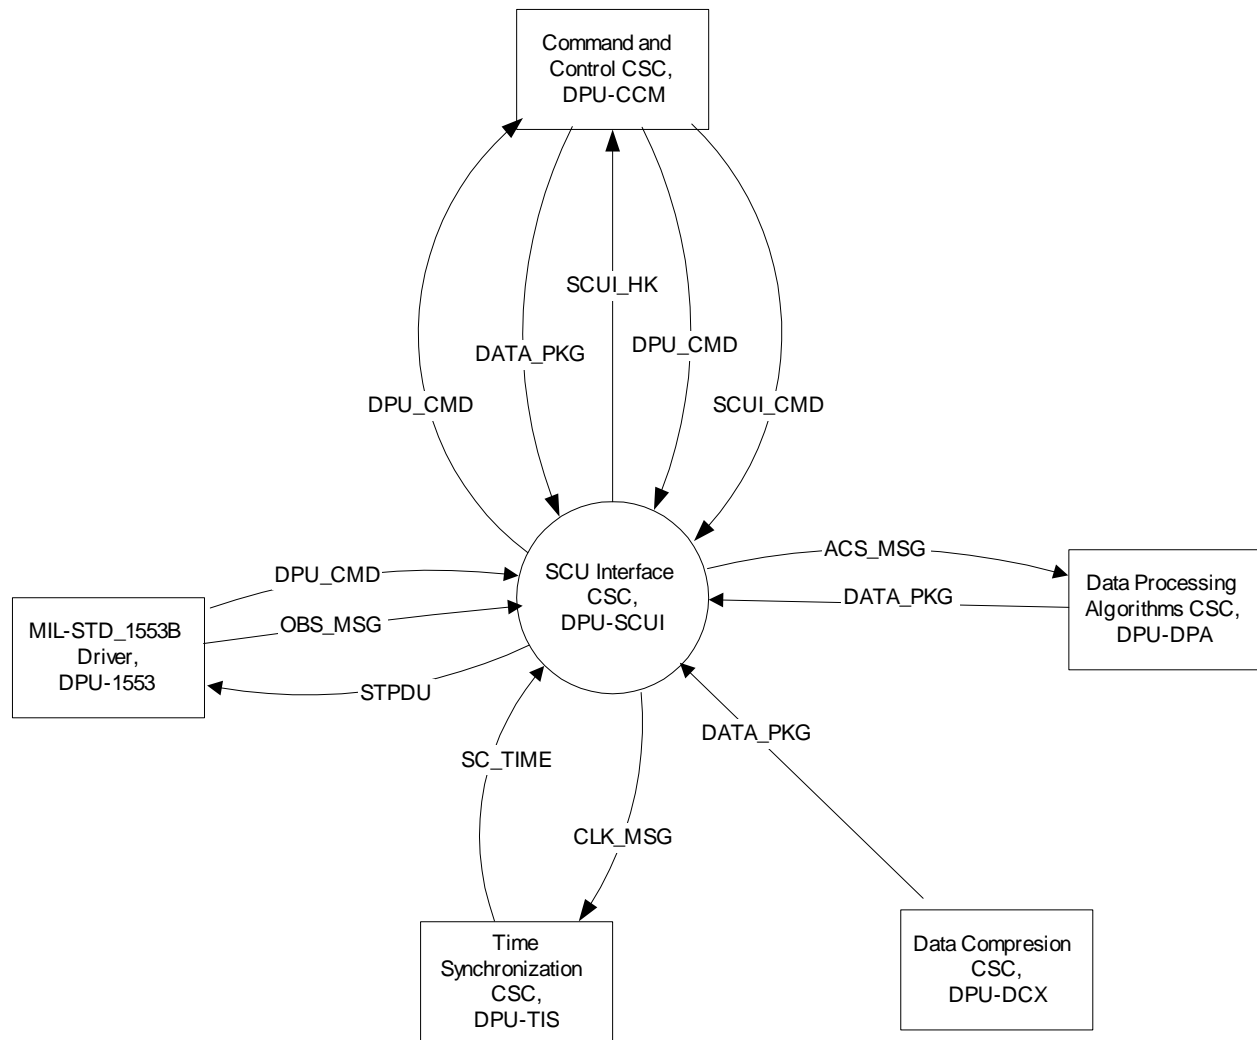 Command and
Control CSC,
DPU-CCM
SCUI_HK
DPU_CMD
DATA_PKG
DPU_CMD
SCUI_CMD
ACS_MSG
DPU_CMD
SCU Interface
CSC,
DPU-SCUI
DATA_PKG
Data Processing
Algorithms CSC,
DPU-DPA
OBS_MSG
MIL-STD_1553B
Driver,
DPU-1553
STPDU
DATA_PKG
SC_TIME
CLK_MSG
Time
Synchronization
CSC,
DPU-TIS
Data Compresion
CSC,
DPU-DCX